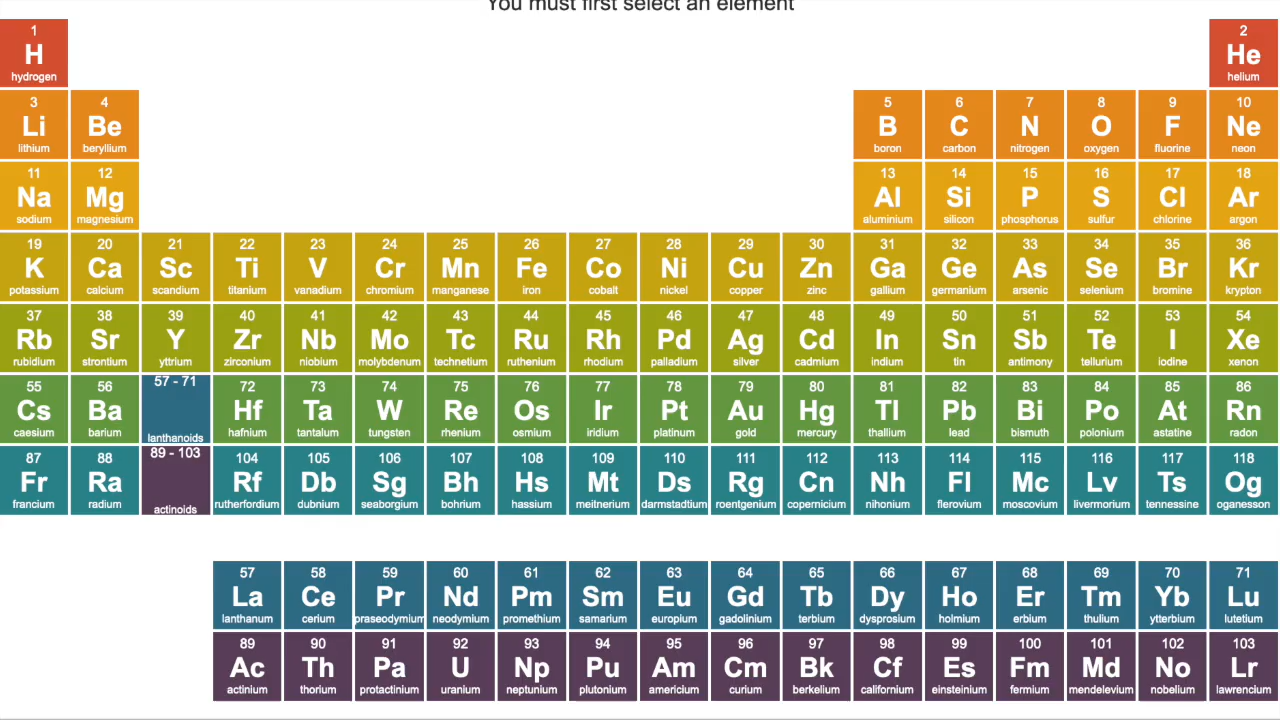 You must first select an element
1 2
H He
hydrogen helium
3 4 5 6 7 8 9 10
Li Be B C N O F Ne
lithium beryllium boron carbon nitrogen oxygen fluorine neon
11 12 13 14 15 16 17 18
Na Mg Al Si P S Cl Ar
sodium magnesium aluminium silicon phosphorus sulfur chlorine argon
19 20 21 22 23 24 25 26 27 28 29 30 31 32 33 34 35 36
K Ca Sc Ti V Cr Mn Fe Co Ni Cu Zn Ga Ge As Se Br Kr
potassium calcium scandium titanium vanadium chromium manganese iron cobalt nickel copper zinc gallium germanium arsenic selenium bromine krypton
37 38 39 40 41 42 43 44 45 46 47 48 49 50 51 52 53 54
Rb Sr Y Zr Nb Mo Tc Ru Rh Pd Ag Cd In Sn Sb Te I Xe
rubidium strontium yttrium zirconium niobium molybdenum technetium ruthenium rhodium palladium silver cadmium indium tin antimony tellurium iodine xenon
55 56 57 - 71 72 73 74 75 76 77 78 79 80 81 82 83 84 85 86
Cs Ba Hf Ta W Re Os Ir Pt Au Hg Tl Pb Bi Po At Rn
caesium barium lanthanoids hafnium tantalum tungsten rhenium osmium iridium platinum gold mercury thallium lead bismuth polonium astatine radon
87 88 89 - 103 104 105 106 107 108 109 110 111 112 113 114 115 116 117 118
Fr Ra Rf Db Sg Bh Hs Mt Ds Rg Cn Nh Fl Mc Lv Ts Og
francium radium actinoids rutherfordium dubnium seaborgium bohrium hassium meitnerium darmstadtium roentgenium copernicium nihonium flerovium moscovium livermorium tennessine oganesson
57 58 59 60 61 62 63 64 65 66 67 68 69 70 71
La Ce Pr Nd Pm Sm Eu Gd Tb Dy Ho Er Tm Yb Lu
lanthanum cerium praseodymium neodymium promethium samarium europium gadolinium terbium dysprosium holmium erbium thulium ytterbium lutetium
89 90 91 92 93 94 95 96 97 98 99 100 101 102 103
Ac Th Pa U Np Pu Am Cm Bk Cf Es Fm Md No Lr
actinium thorium protactinium uranium neptunium plutonium americium curium berkelium californium einsteinium fermium mendelevium nobelium lawrencium